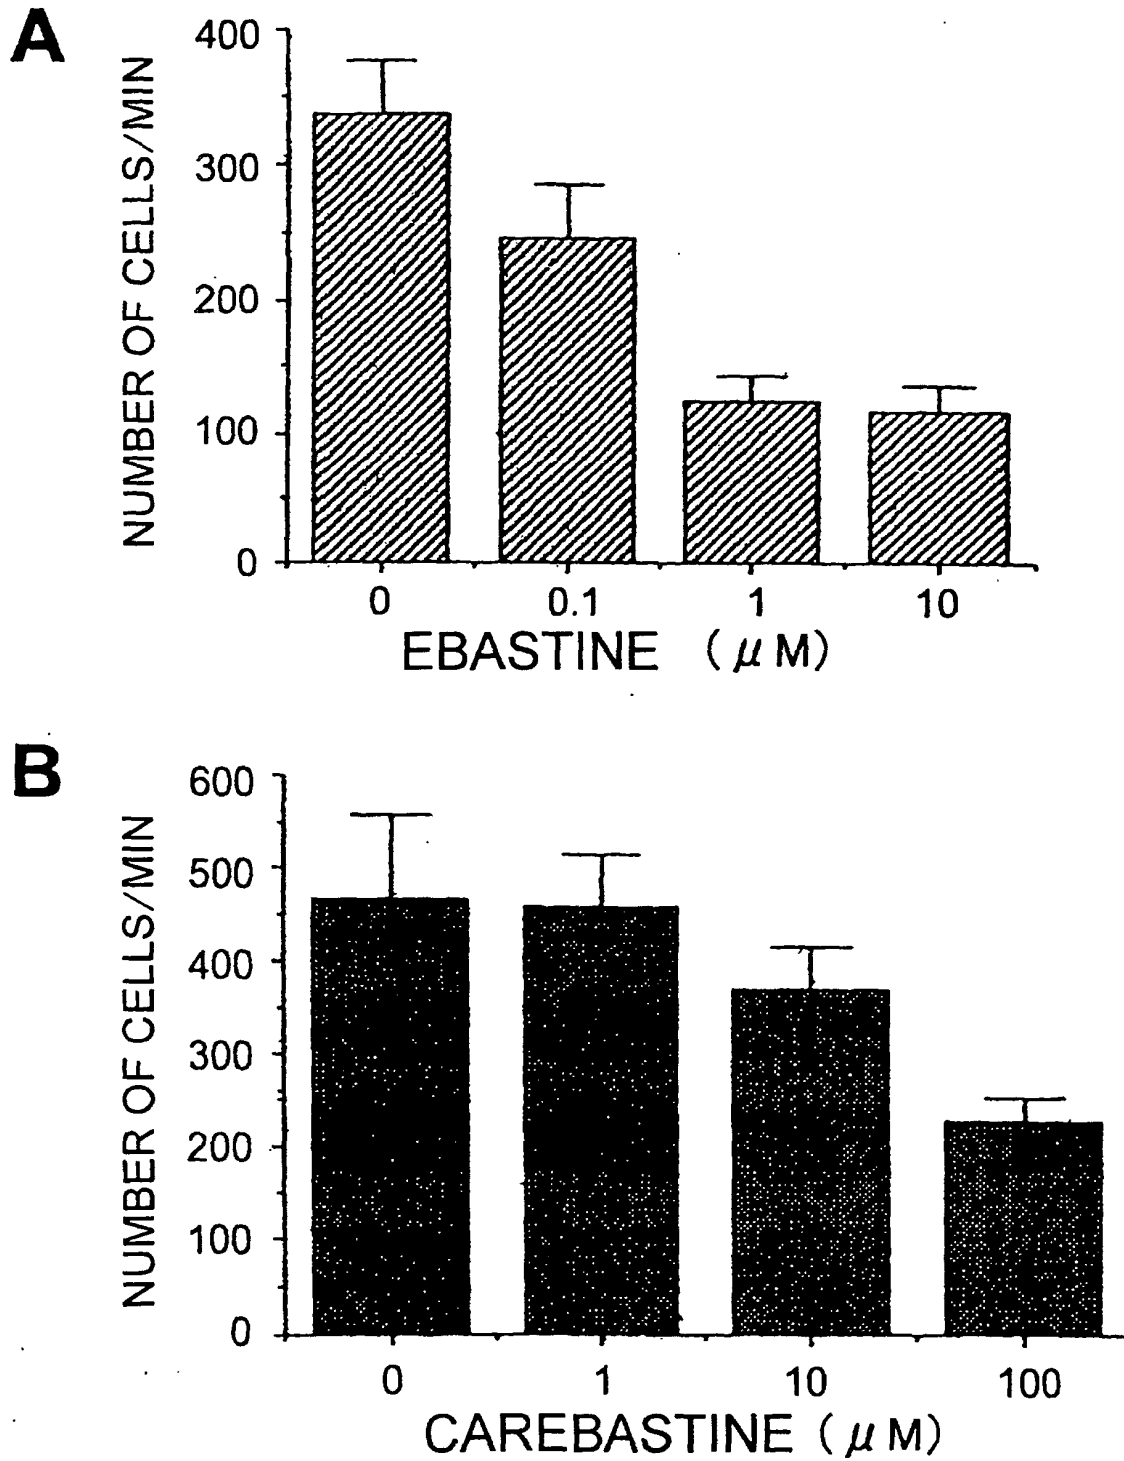 A
NUMBER OF CELLS/MIN
400
300
200
100
0
0 0.1 1 10
EBASTINE (μM)
B
NUMBER OF CELLS/MIN
600
500
400
300
200
100
0
0 1 10 100
CAREBASTINE (μM)